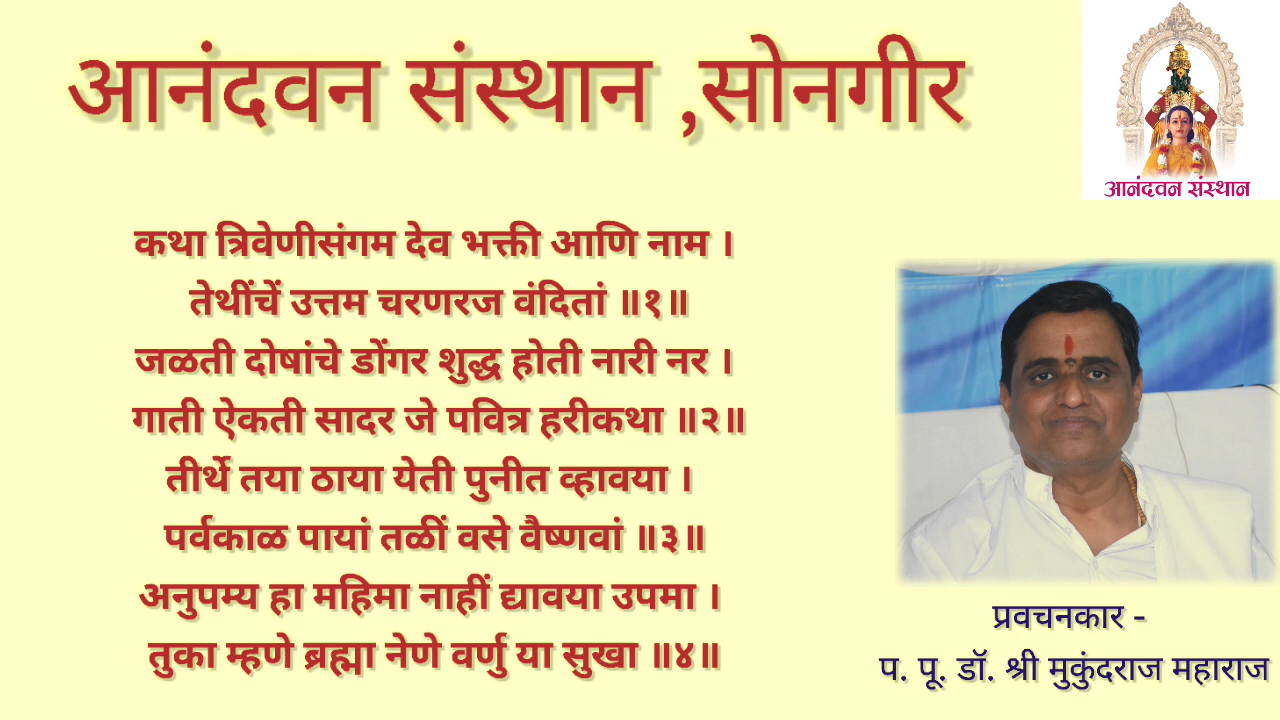 आनंदवन संस्थान ,सोनगीर
आनंदवन संस्थान
कथा त्रिवेणीसंगम देव भक्ती आणि नाम ।
तेथींचें उत्तम चरणरज वंदितां ॥१॥
जळती दोषांचे डोंगर शुद्ध होती नारी नर ।
गाती ऐकती सादर जे पवित्र हरीकथा ॥२॥
तीर्थे तया ठाया येती पुनीत व्हावया ।
पर्वकाळ पायां तळीं वसे वैष्णवां ॥३॥
अनुपम्य हा महिमा नाहीं द्यावया उपमा ।
तुका म्हणे ब्रह्मा नेणे वर्णु या सुखा ॥४॥
प्रवचनकार -
प. पू. डॉ. श्री मुकुंदराज महाराज